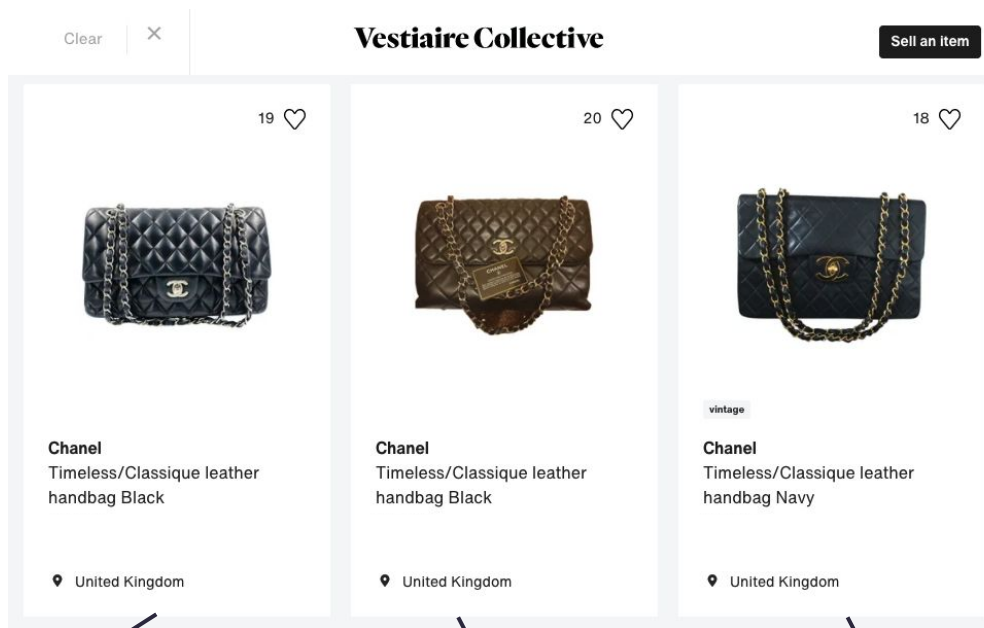 Clear
Vestiaire Collective
Sell an item
19
20
18
CHANEL
vintage
Chanel
Timeless/Classique leather
handbag Black
United Kingdom
Chanel
Timeless/Classique leather
handbag Black
United Kingdom
Chanel
Timeless/Classique leather
handbag Navy
United Kingdom